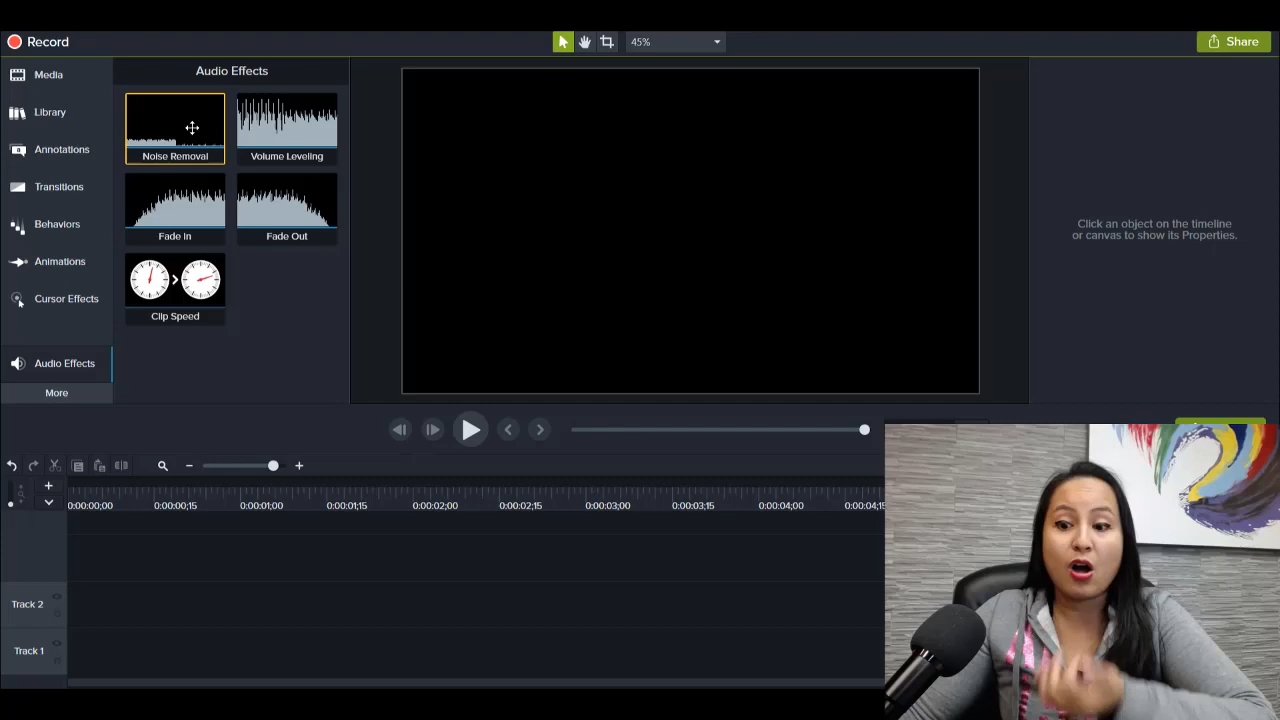 Record
45%
Share
Media
Library
Annotations
Transitions
Behaviors
Animations
Cursor Effects
Audio Effects
More
Audio Effects
Noise Removal
Volume Leveling
Fade In
Fade Out
Clip Speed
Click an object on the timeline
or canvas to show its Properties.
0:00:00;00
0:00:00;15
0:00:01;00
0:00:01;15
0:00:02;00
0:00:02;15
0:00:03;00
0:00:03;15
0:00:04;00
0:00:04;15
Track 2
Track 1